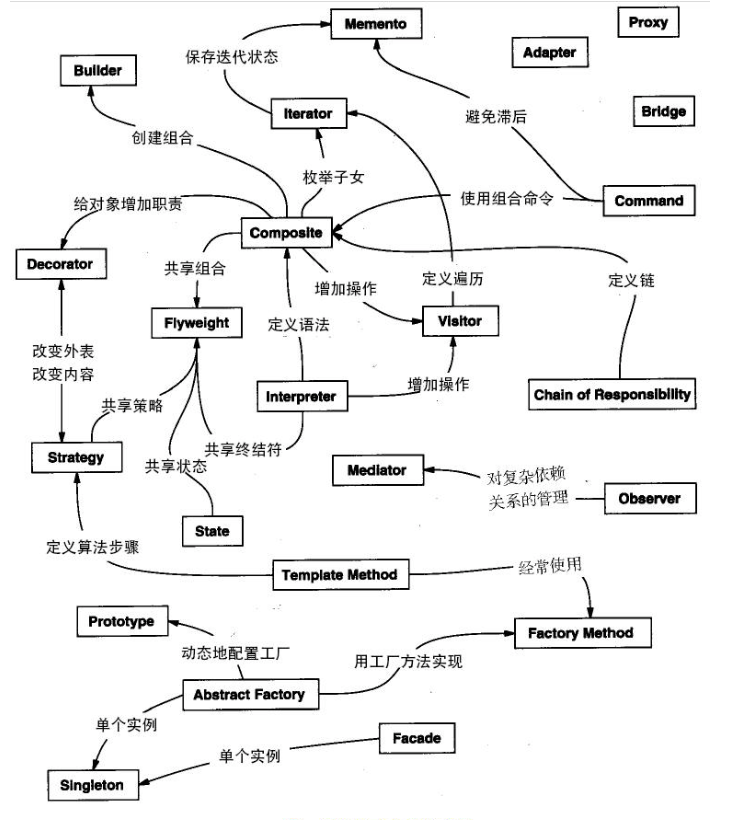 Memento
Proxy
Adapter
保存迭代状态
Builder
Iterator
Bridge
避免滞后
创建组合
枚举子女
给对象增加职责
使用组合命令
Command
Composite
Decorator
共享组合
定义遍历
定义链
增加操作
Flyweight
定义语法
Visitor
改变外表
改变内容
增加操作
Interpreter
Chain of Responsibility
共享策略
共享终结符
Strategy
共享状态
Mediator
对复杂依赖
关系的管理
Observer
State
定义算法步骤
Template Method
经常使用
Prototype
Factory Method
动态地配置工厂
用工厂方法实现
Abstract Factory
单个实例
Facade
单个实例
Singleton